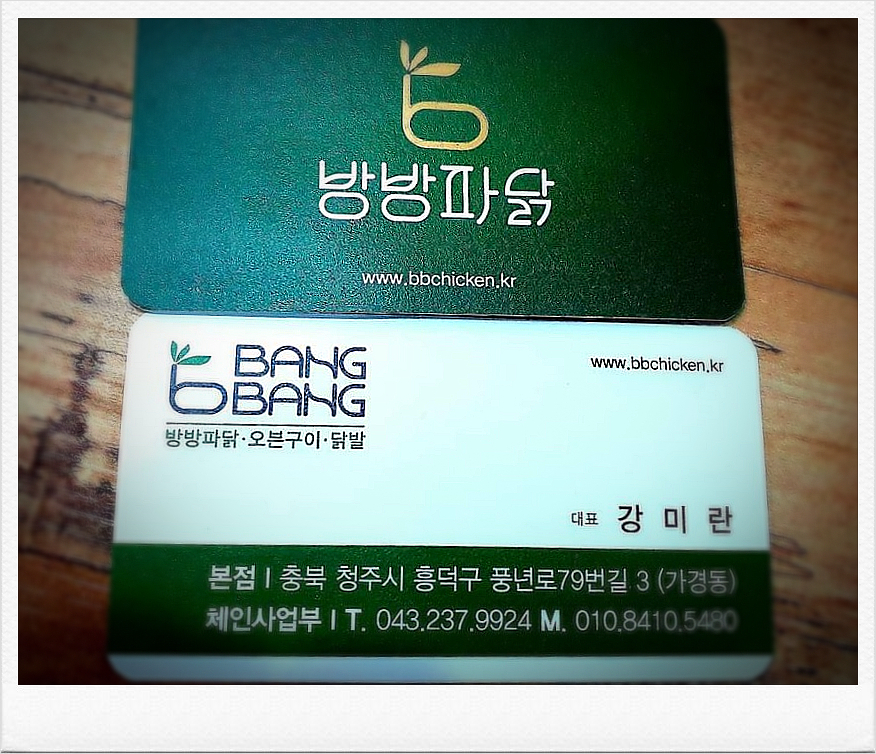 방방파닭
www.bbchicken.kr
BANG
BANG
방방파닭·오븐구이·닭발
www.bbchicken.kr
대표 강 미 란
본점 I 충북 청주시 흥덕구 풍년로79번길 3 (가경동)
체인사업부 I T. 043.237.9924 M. 010.8410.5480